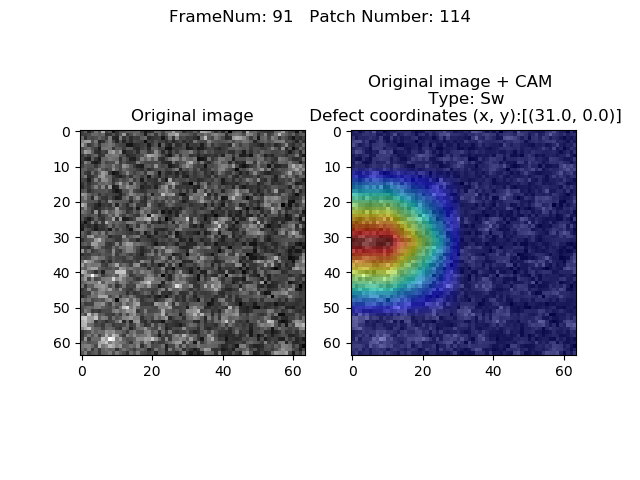 FrameNum: 91   Patch Number: 114
Original image
Original image + CAM
Type: Sw
Defect coordinates (x, y):[(31.0, 0.0)]
0
10
20
30
40
50
60
0 20 40 60
0
10
20
30
40
50
60
0 20 40 60